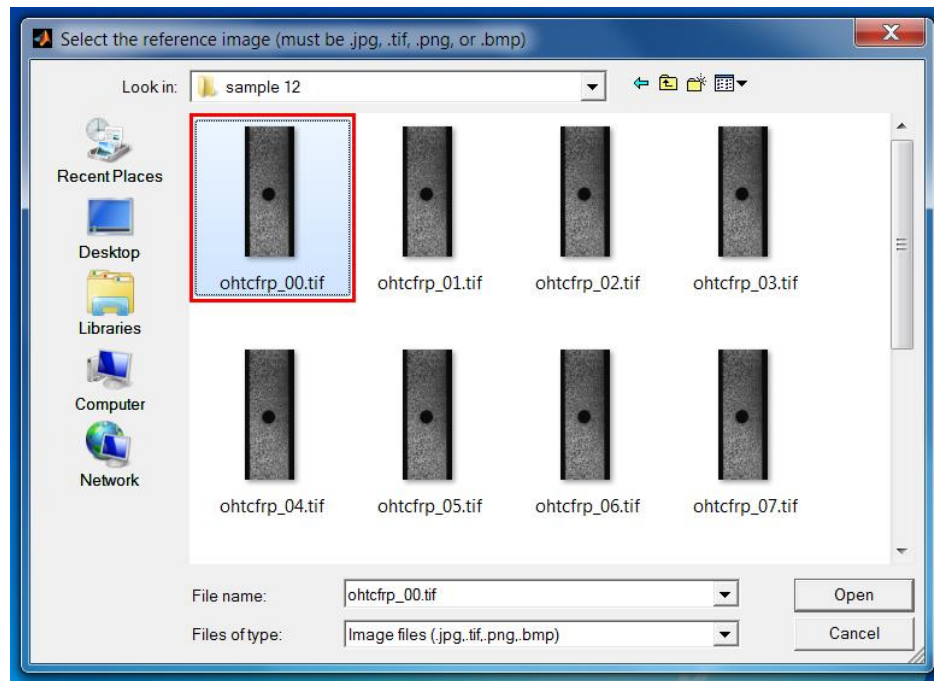 Select the reference image (must be .jpg, .tif, .png, or .bmp)
Look in:
sample 12
Recent Places
Desktop
Libraries
Computer
Network
ohtcfrp_00.tif
ohtcfrp_01.tif
ohtcfrp_02.tif
ohtcfrp_03.tif
ohtcfrp_04.tif
ohtcfrp_05.tif
ohtcfrp_06.tif
ohtcfrp_07.tif
File name:
ohtcfrp_00.tif
Open
Files of type:
Image files (.jpg,.tif,.png,.bmp)
Cancel